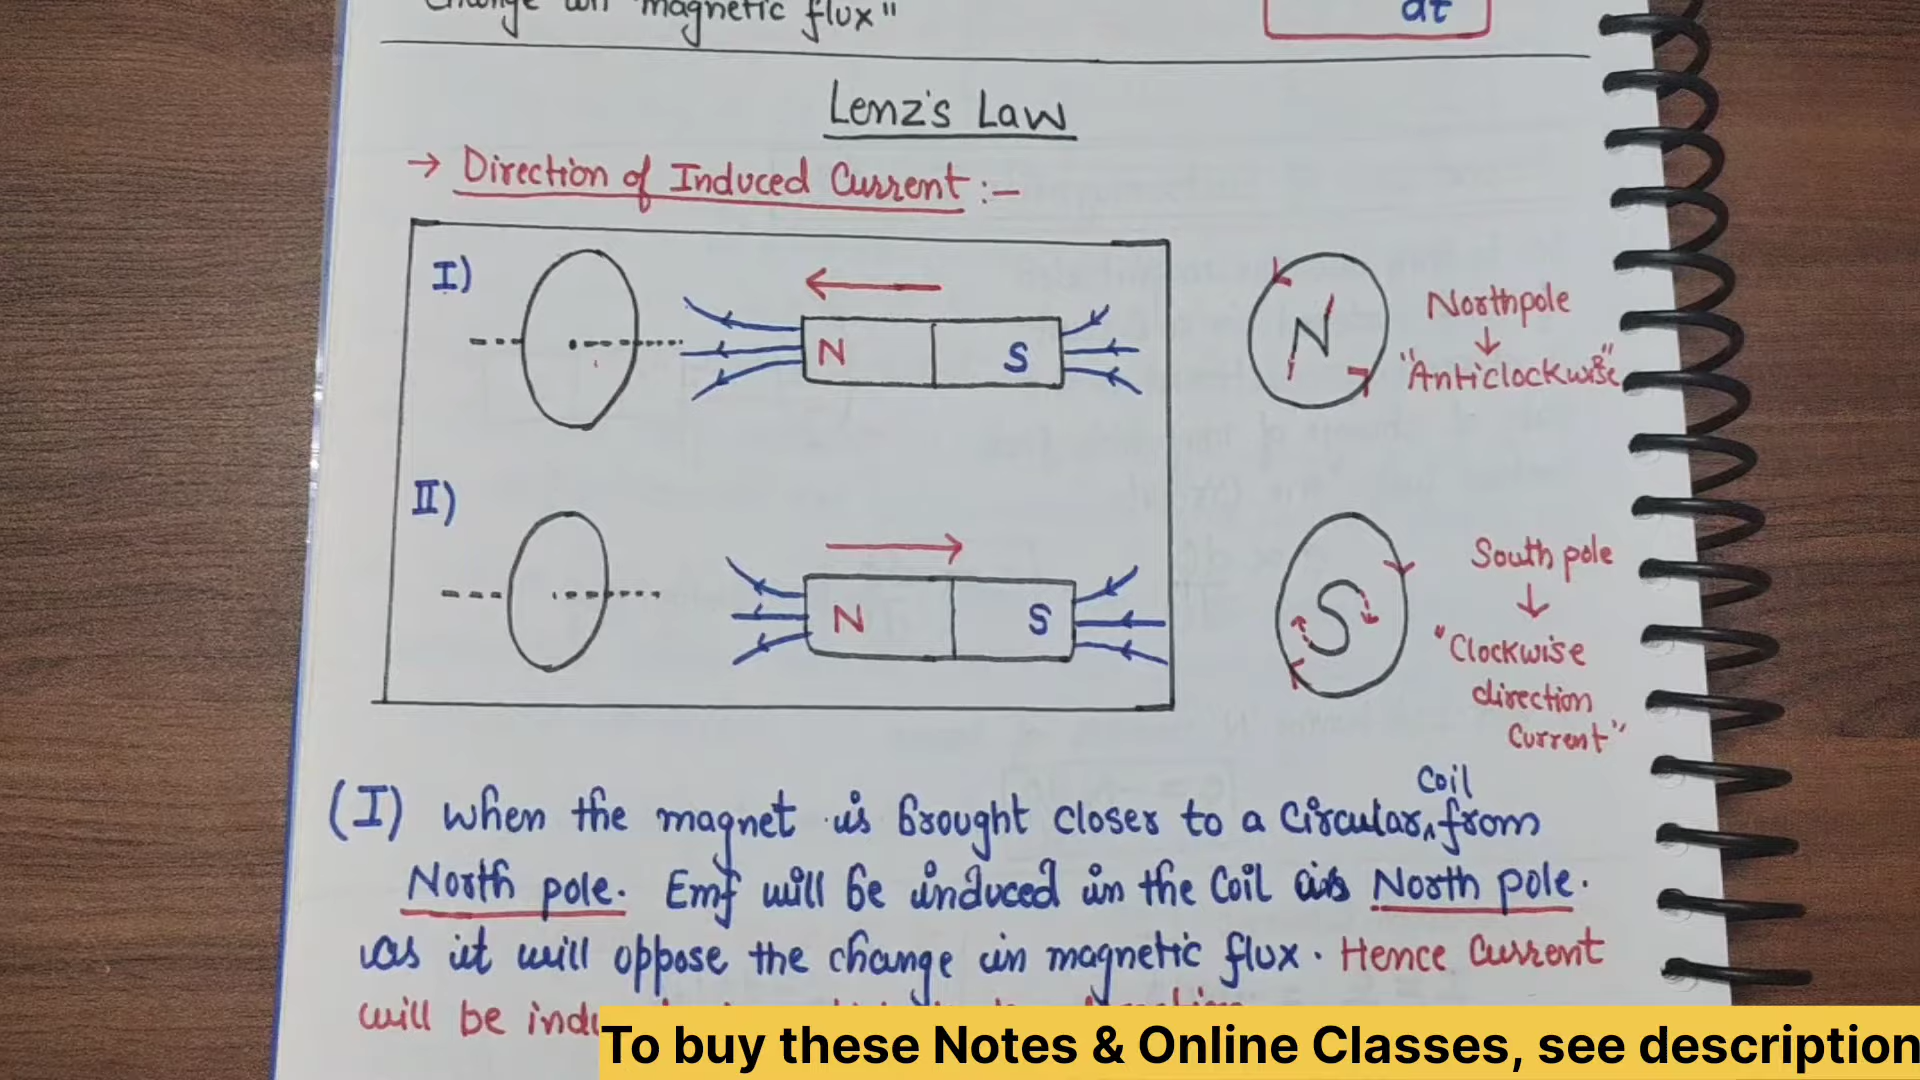 change in magnetic flux"
dt
Lenz's Law
→ Direction of Induced Current :-
I)
N S
N
Northpole
↓
"Anticlockwise"
II)
N S
S
South pole
↓
"Clockwise
direction
Current"
(I) When the magnet is brought closer to a Circular ^ Coil from
North pole. Emf will be induced in the Coil as North pole.
as it will oppose the change in magnetic flux. Hence Current
will be
To buy these Notes & Online Classes, see description